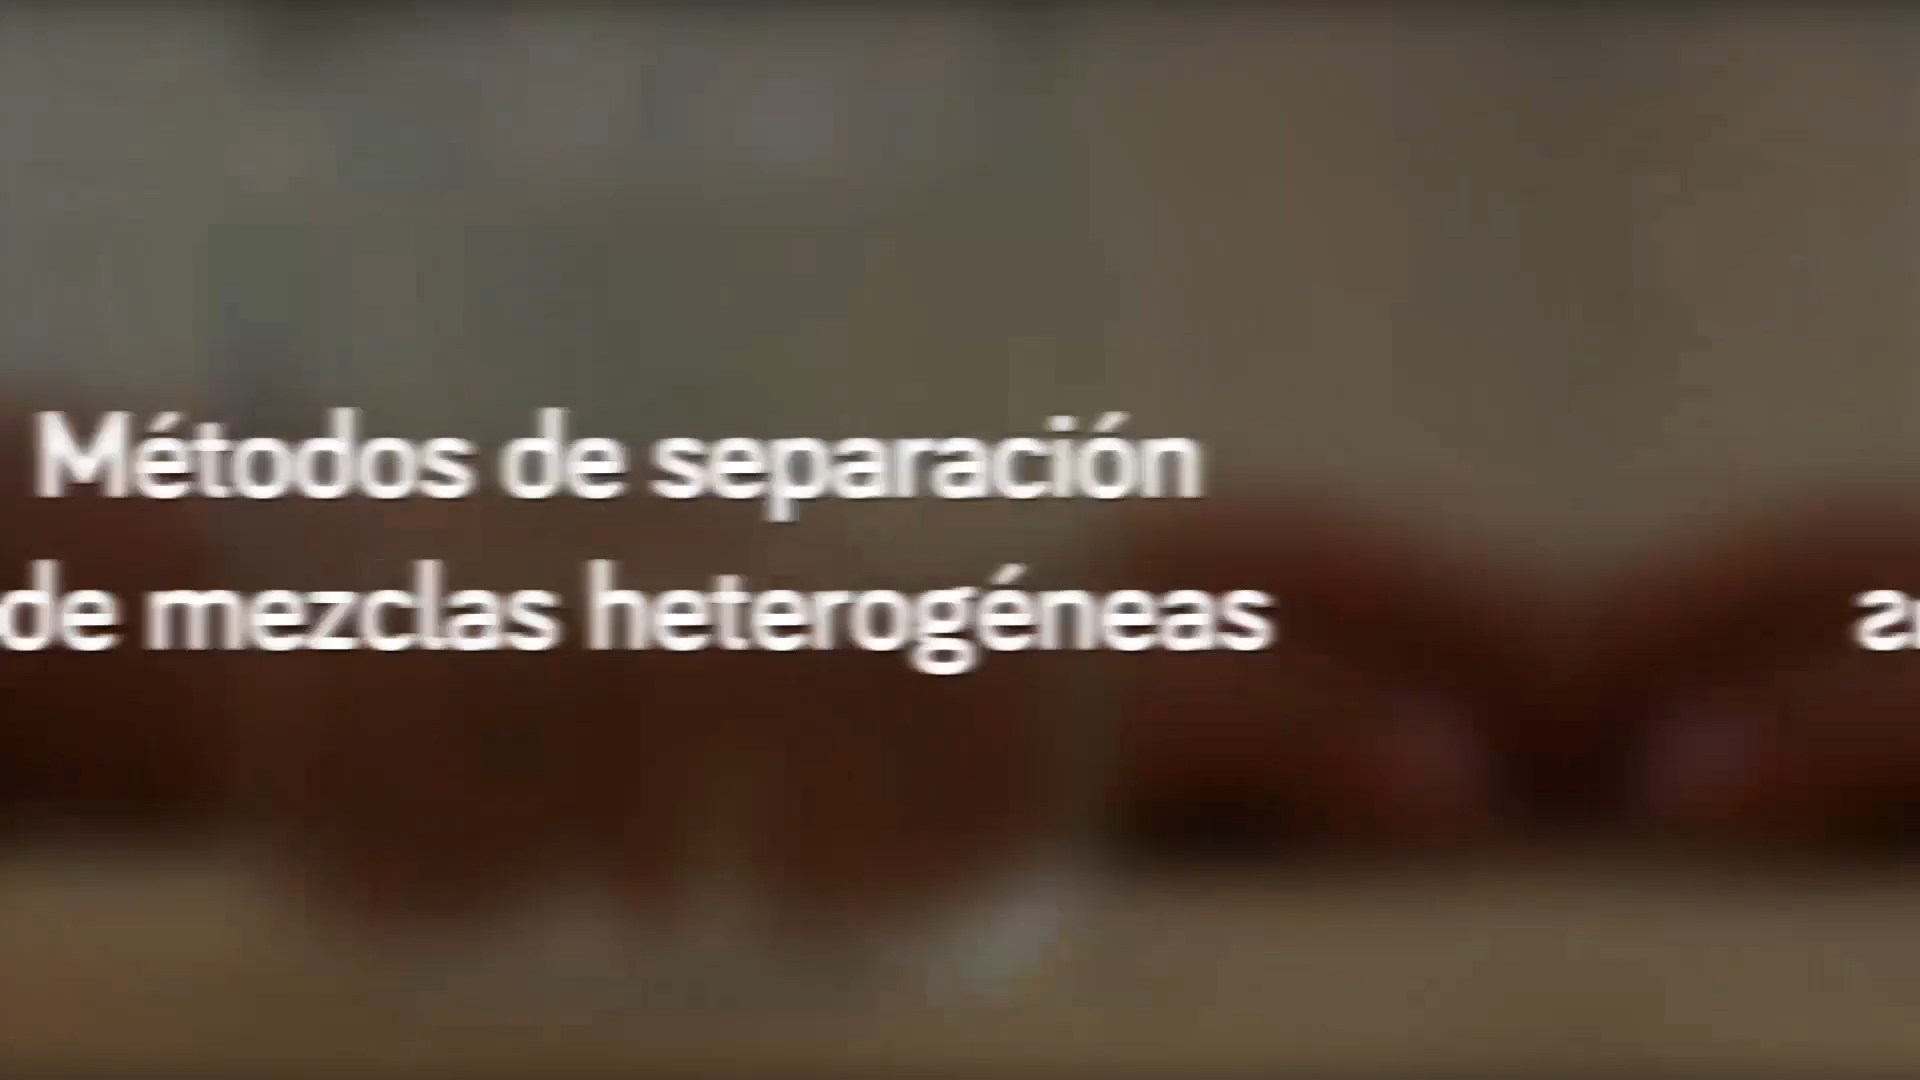 Métodos de separación
de mezclas heterogéneas